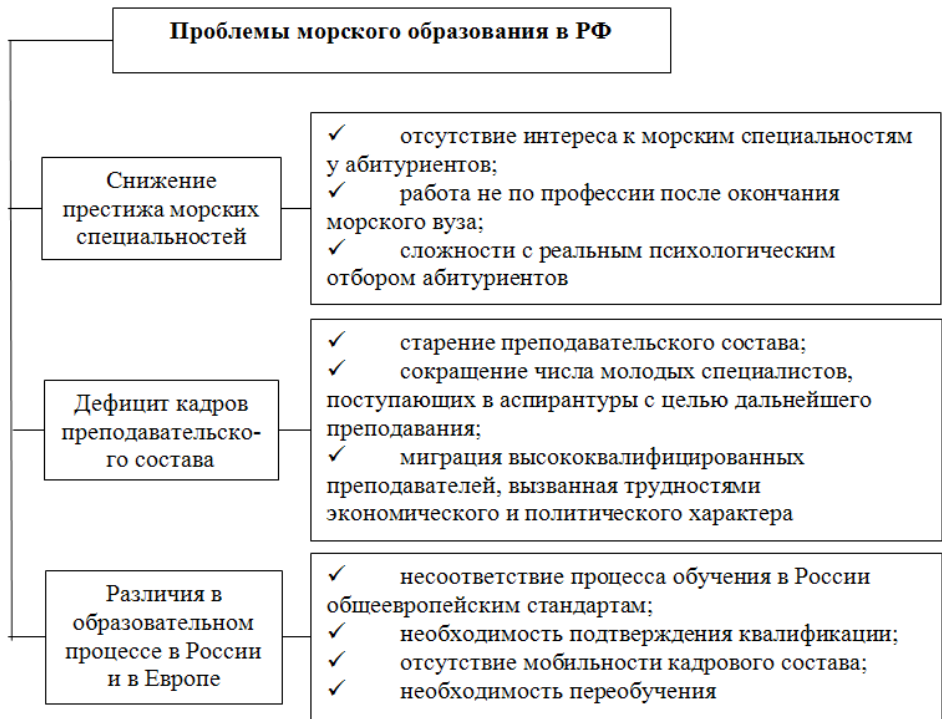 Проблемы морского образования в РФ
Снижение
престижа морских
специальностей
✓ отсутствие интереса к морским специальностям
у абитуриентов;
✓ работа не по профессии после окончания
морского вуза;
✓ сложности с реальным психологическим
отбором абитуриентов
Дефицит кадров
преподавательско-
го состава
✓ старение преподавательского состава;
✓ сокращение числа молодых специалистов,
поступающих в аспирантуры с целью дальнейшего
преподавания;
✓ миграция высококвалифицированных
преподавателей, вызванная трудностями
экономического и политического характера
Различия в
образовательном
процессе в России
и в Европе
✓ несоответствие процесса обучения в России
общеевропейским стандартам;
✓ необходимость подтверждения квалификации;
✓ отсутствие мобильности кадрового состава;
✓ необходимость переобучения